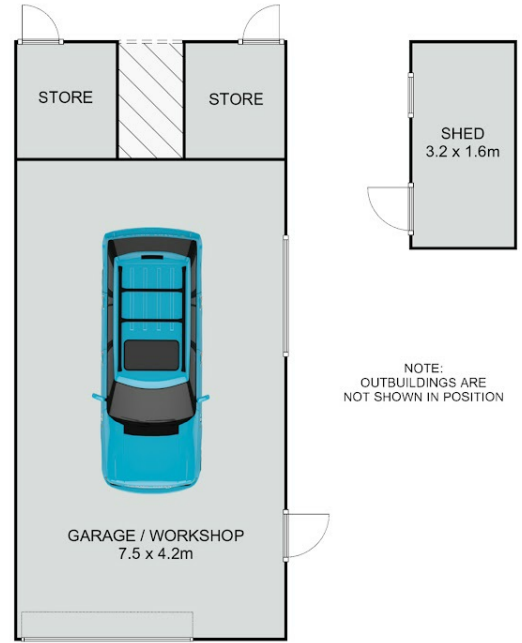 STORE
STORE
SHED
3.2 x 1.6m
NOTE:
OUTBUILDINGS ARE
NOT SHOWN IN POSITION
GARAGE / WORKSHOP
7.5 x 4.2m